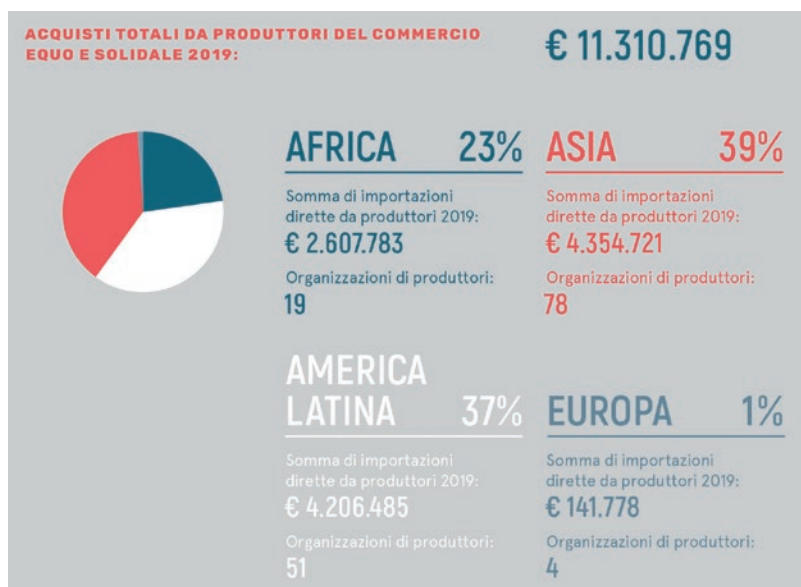 ACQUISTI TOTALI DA PRODUTTORI DEL COMMERCIO
EQUO E SOLIDALE 2019:
€ 11.310.769
AFRICA 23%
Somma di importazioni
dirette da produttori 2019:
€ 2.607.783
Organizzazioni di produttori:
19
ASIA 39%
Somma di importazioni
dirette da produttori 2019:
€ 4.354.721
Organizzazioni di produttori:
78
AMERICA
LATINA 37%
Somma di importazioni
dirette da produttori 2019:
€ 4.206.485
Organizzazioni di produttori:
51
EUROPA 1%
Somma di importazioni
dirette da produttori 2019:
€ 141.778
Organizzazioni di produttori:
4